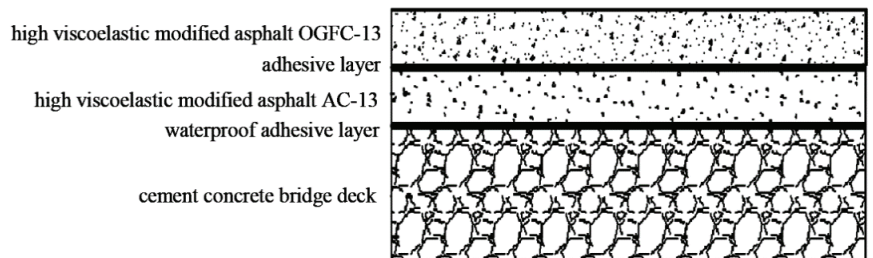 high viscoelastic modified asphalt OGFC-13
adhesive layer
high viscoelastic modified asphalt AC-13
waterproof adhesive layer
cement concrete bridge deck